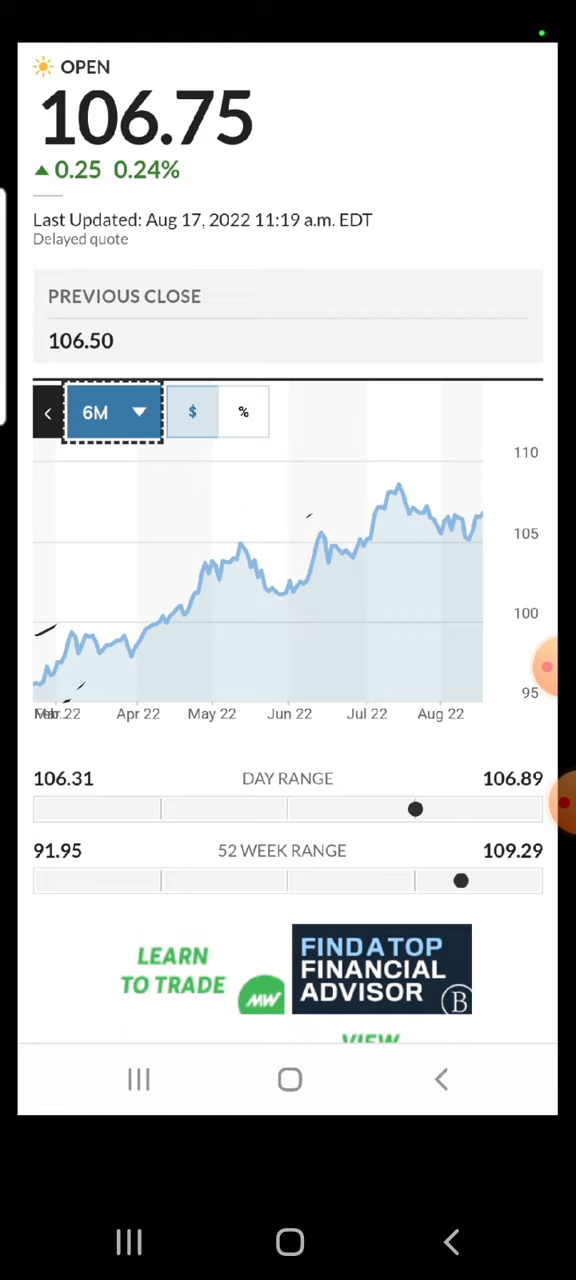 OPEN
106.75
0.25 0.24%
Last Updated: Aug 17, 2022 11:19 a.m. EDT
Delayed quote
PREVIOUS CLOSE
106.50
6M $ %
110
105
100
95
22 Apr 22 May 22 Jun 22 Jul 22 Aug 22
106.31 DAY RANGE 106.89
91.95 52 WEEK RANGE 109.29
LEARN
TO TRADE
MW
FIND A TOP
FINANCIAL
ADVISOR
B
VIEW